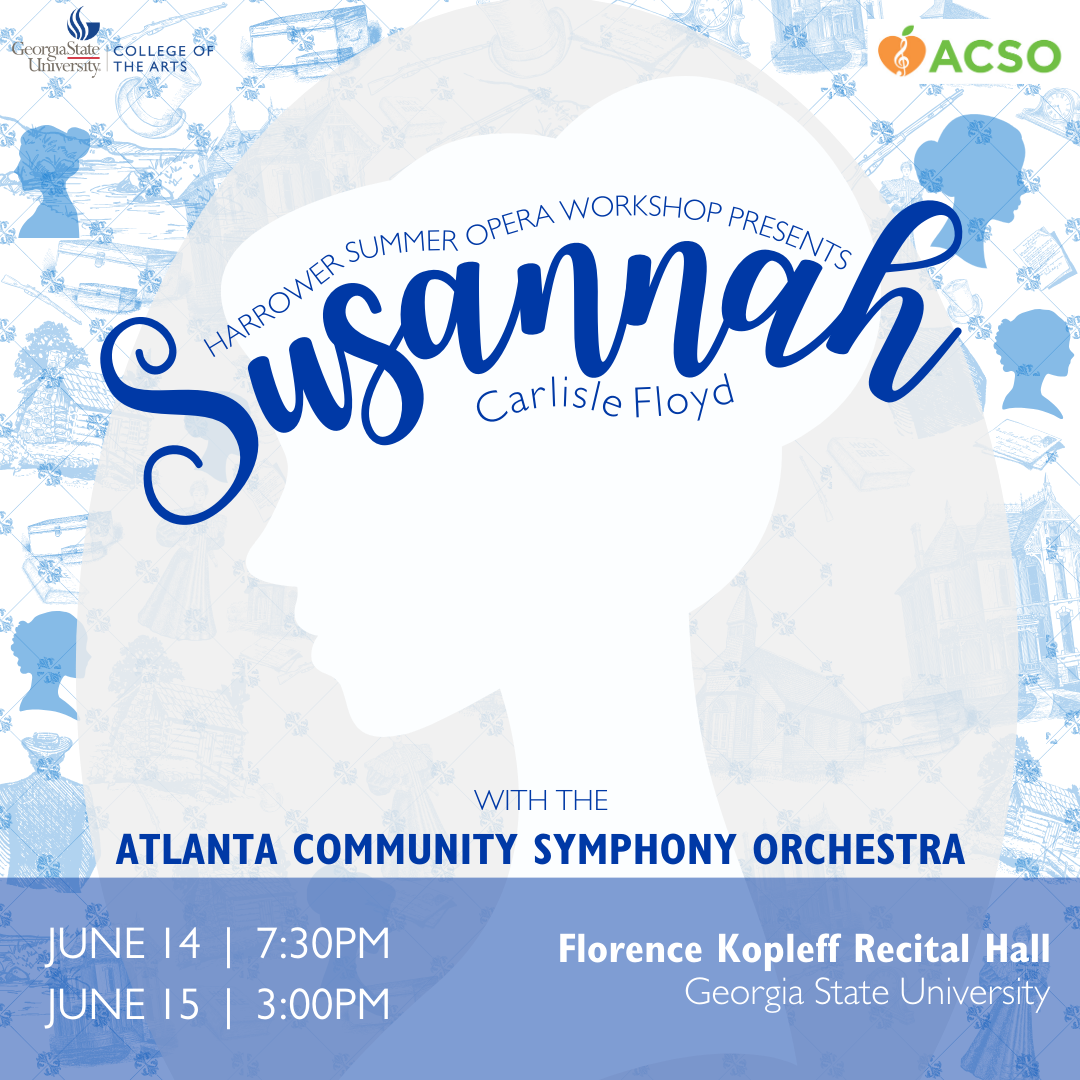 GeorgiaState
University
COLLEGE OF
THE ARTS
ACSO
HARROWER SUMMER OPERA WORKSHOP PRESENTS
Susannah
Carlisle Floyd
WITH THE
ATLANTA COMMUNITY SYMPHONY ORCHESTRA
JUNE 14 | 7:30PM
JUNE 15 | 3:00PM
Florence Kopleff Recital Hall
Georgia State University